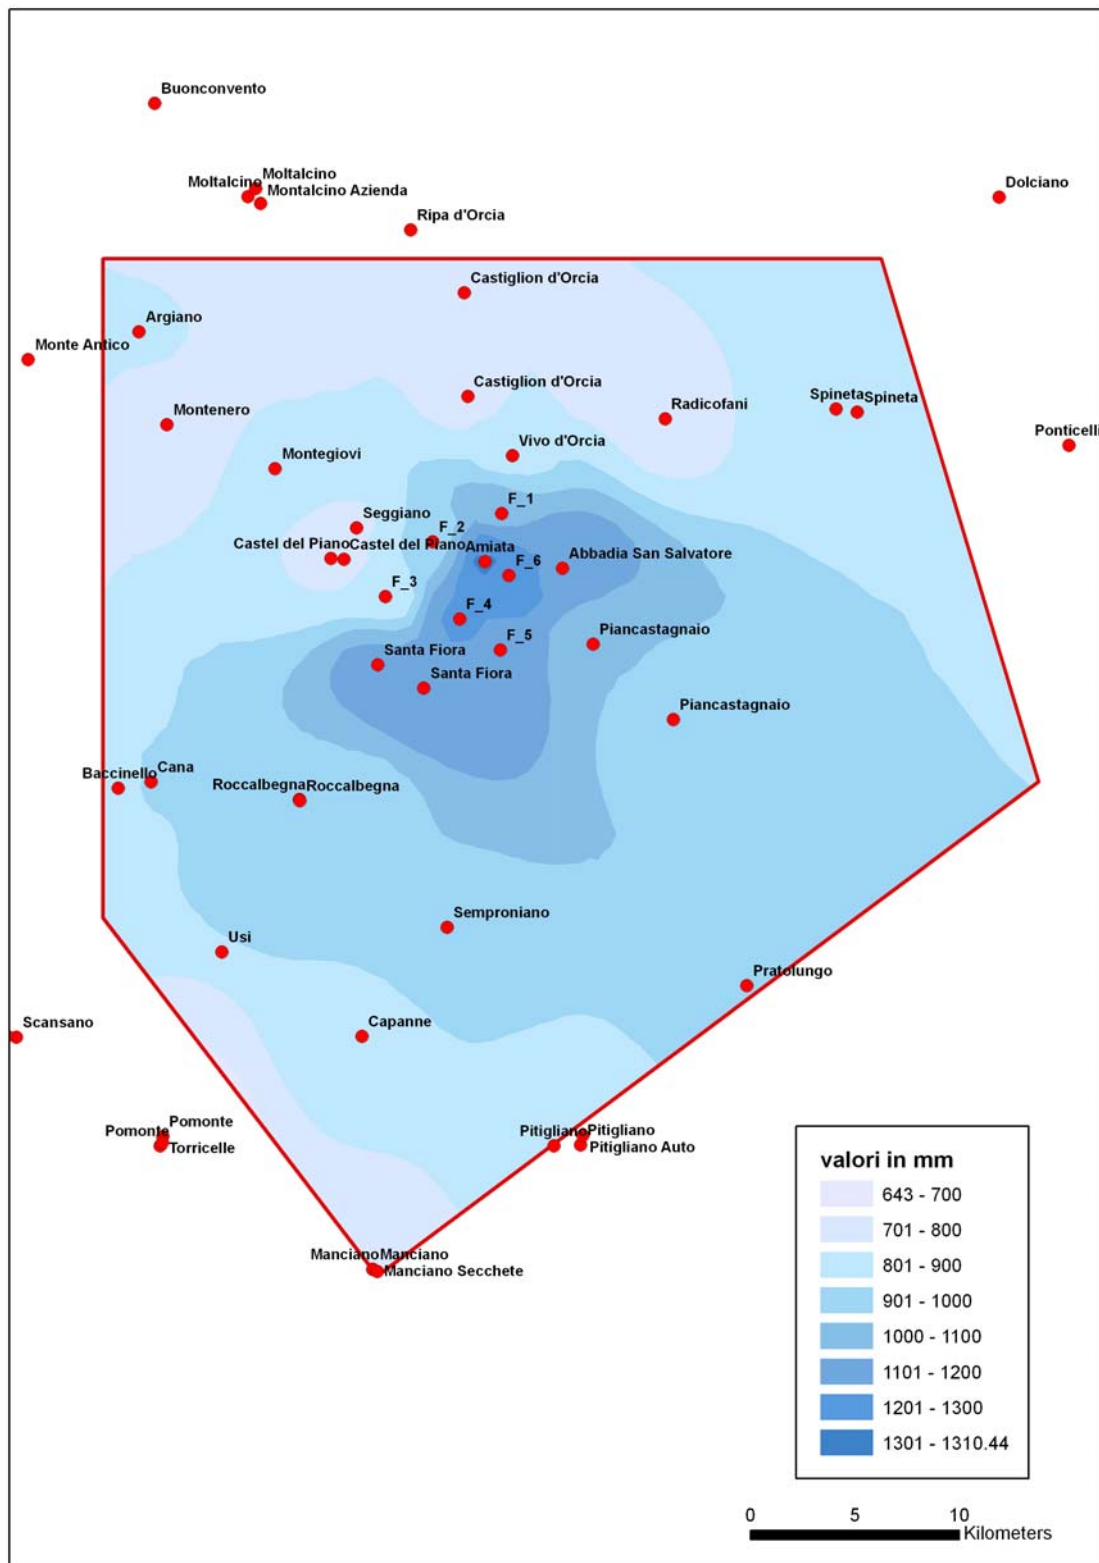 Buonconvento
Moltalcino
Moltalcino
Montalcino Azienda
Dolciano
Ripa d'Orcia
Castiglion d'Orcia
Argiano
Monte Antico
Castiglion d'Orcia
Montenero
Radicofani
Spineta
Spineta
Ponticelli
Vivo d'Orcia
Montegiovi
F_1
Seggiano
F_2
Castel del Piano
Castel del Piano
Amiata
Abbadia San Salvatore
F_6
F_3
F_4
F_5
Piancastagnaio
Santa Fiora
Santa Fiora
Piancastagnaio
Baccinello
Cana
Roccalbegna
Roccalbegna
Semproniano
Usi
Pratolungo
Scansano
Capanne
Pomonte
Pomonte
Torricelle
Pitigliano
Pitigliano
Pitigliano Auto
Manciano
Manciano
Manciano Secchete
valori in mm
643 - 700
701 - 800
801 - 900
901 - 1000
1000 - 1100
1101 - 1200
1201 - 1300
1301 - 1310.44
0 5 10
Kilometers